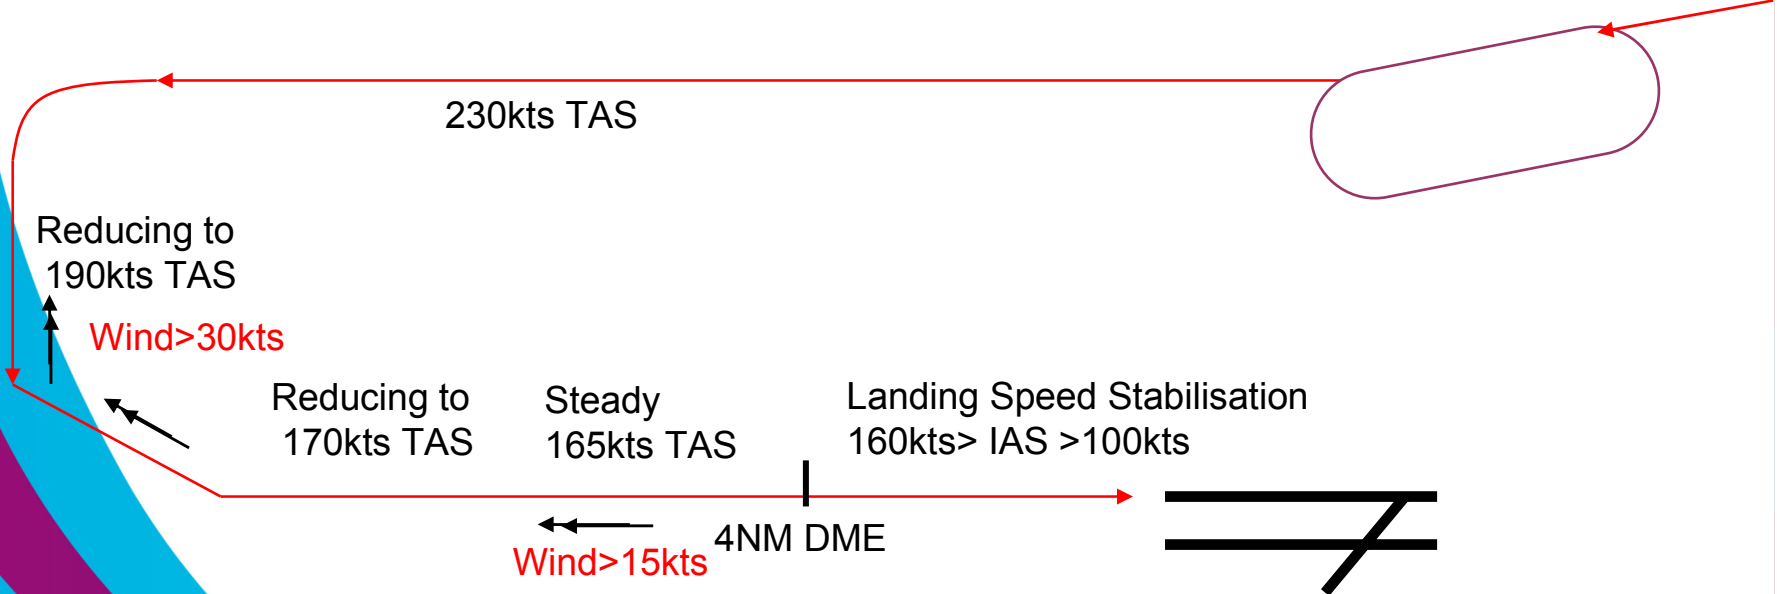 230kts TAS
Reducing to
190kts TAS
Wind>30kts
Reducing to
170kts TAS
Steady
165kts TAS
Landing Speed Stabilisation
160kts> IAS >100kts
4NM DME
Wind>15kts